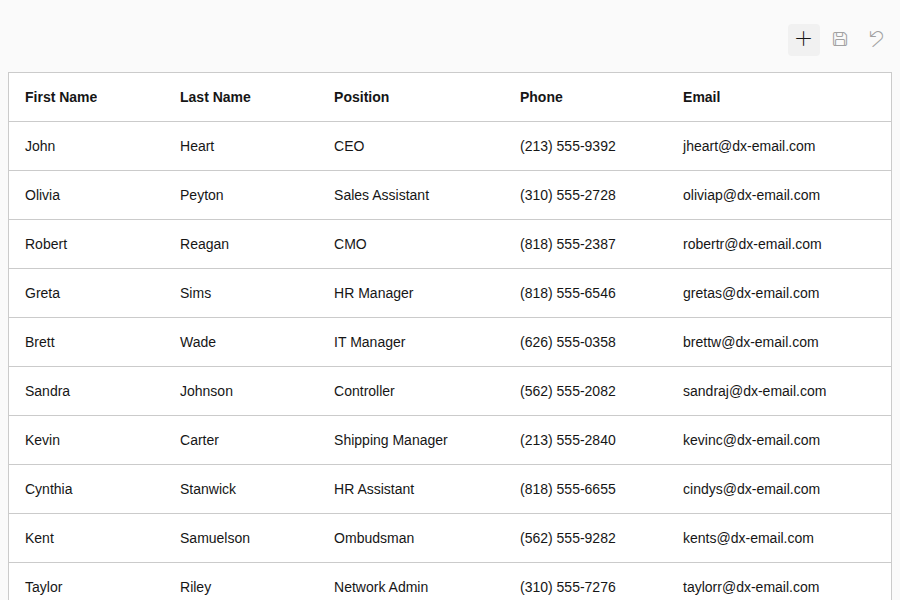 First Name Last Name Position Phone Email
John Heart CEO (213) 555-9392 jheart@dx-email.com
Olivia Peyton Sales Assistant (310) 555-2728 oliviap@dx-email.com
Robert Reagan CMO (818) 555-2387 robertr@dx-email.com
Greta Sims HR Manager (818) 555-6546 gretas@dx-email.com
Brett Wade IT Manager (626) 555-0358 brettw@dx-email.com
Sandra Johnson Controller (562) 555-2082 sandraj@dx-email.com
Kevin Carter Shipping Manager (213) 555-2840 kevinc@dx-email.com
Cynthia Stanwick HR Assistant (818) 555-6655 cindys@dx-email.com
Kent Samuelson Ombudsman (562) 555-9282 kents@dx-email.com
Taylor Riley Network Admin (310) 555-7276 taylorr@dx-email.com